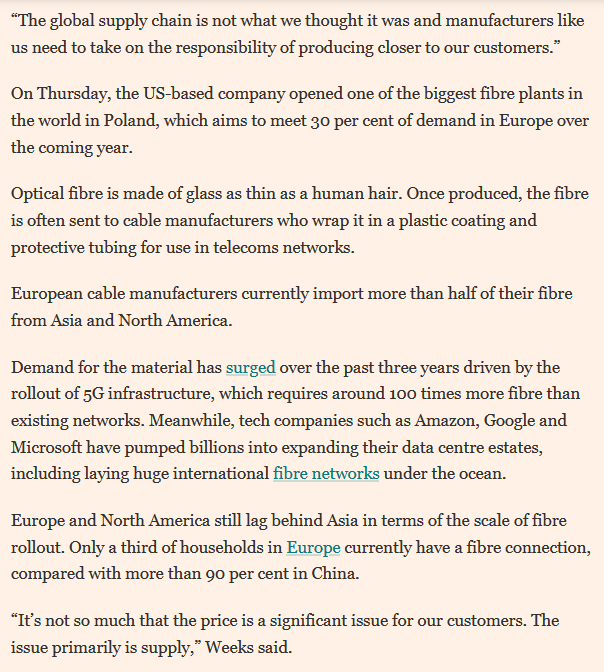 “The global supply chain is not what we thought it was and manufacturers like
us need to take on the responsibility of producing closer to our customers.”
On Thursday, the US-based company opened one of the biggest fibre plants in
the world in Poland, which aims to meet 30 per cent of demand in Europe over
the coming year.
Optical fibre is made of glass as thin as a human hair. Once produced, the fibre
is often sent to cable manufacturers who wrap it in a plastic coating and
protective tubing for use in telecoms networks.
European cable manufacturers currently import more than half of their fibre
from Asia and North America.
Demand for the material has surged over the past three years driven by the
rollout of 5G infrastructure, which requires around 100 times more fibre than
existing networks. Meanwhile, tech companies such as Amazon, Google and
Microsoft have pumped billions into expanding their data centre estates,
including laying huge international fibre networks under the ocean.
Europe and North America still lag behind Asia in terms of the scale of fibre
rollout. Only a third of households in Europe currently have a fibre connection,
compared with more than 90 per cent in China.
“It’s not so much that the price is a significant issue for our customers. The
issue primarily is supply,” Weeks said.